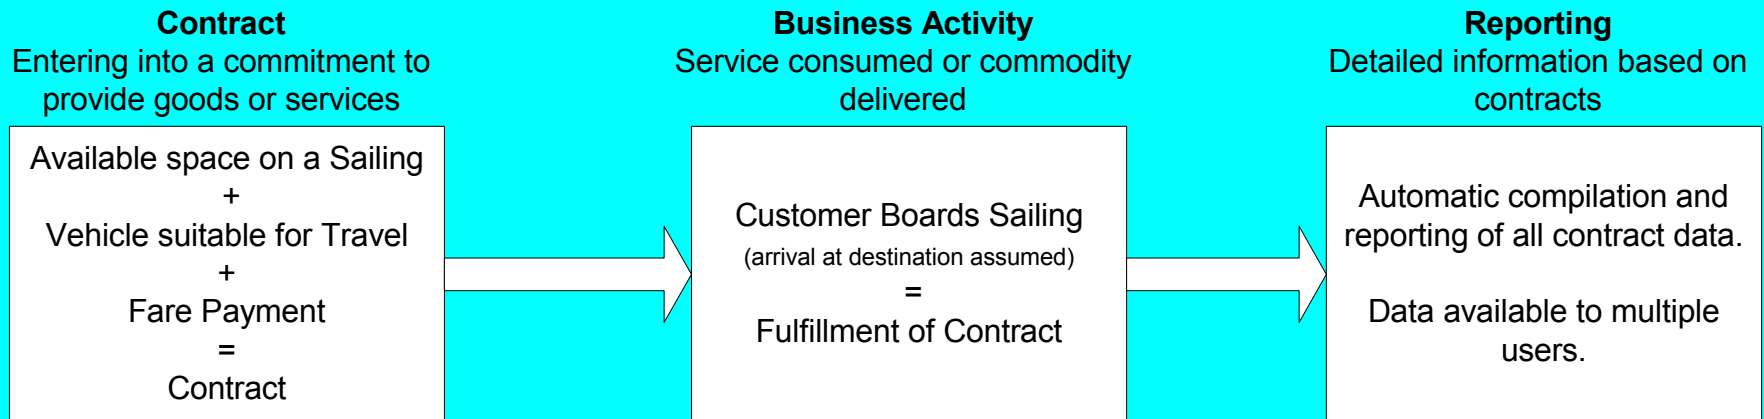 Contract
Entering into a commitment to
provide goods or services
Available space on a Sailing
+
Vehicle suitable for Travel
+
Fare Payment
=
Contract
Business Activity
Service consumed or commodity
delivered
Customer Boards Sailing
(arrival at destination assumed)
=
Fulfillment of Contract
Reporting
Detailed information based on
contracts
Automatic compilation and
reporting of all contract data.
Data available to multiple
users.